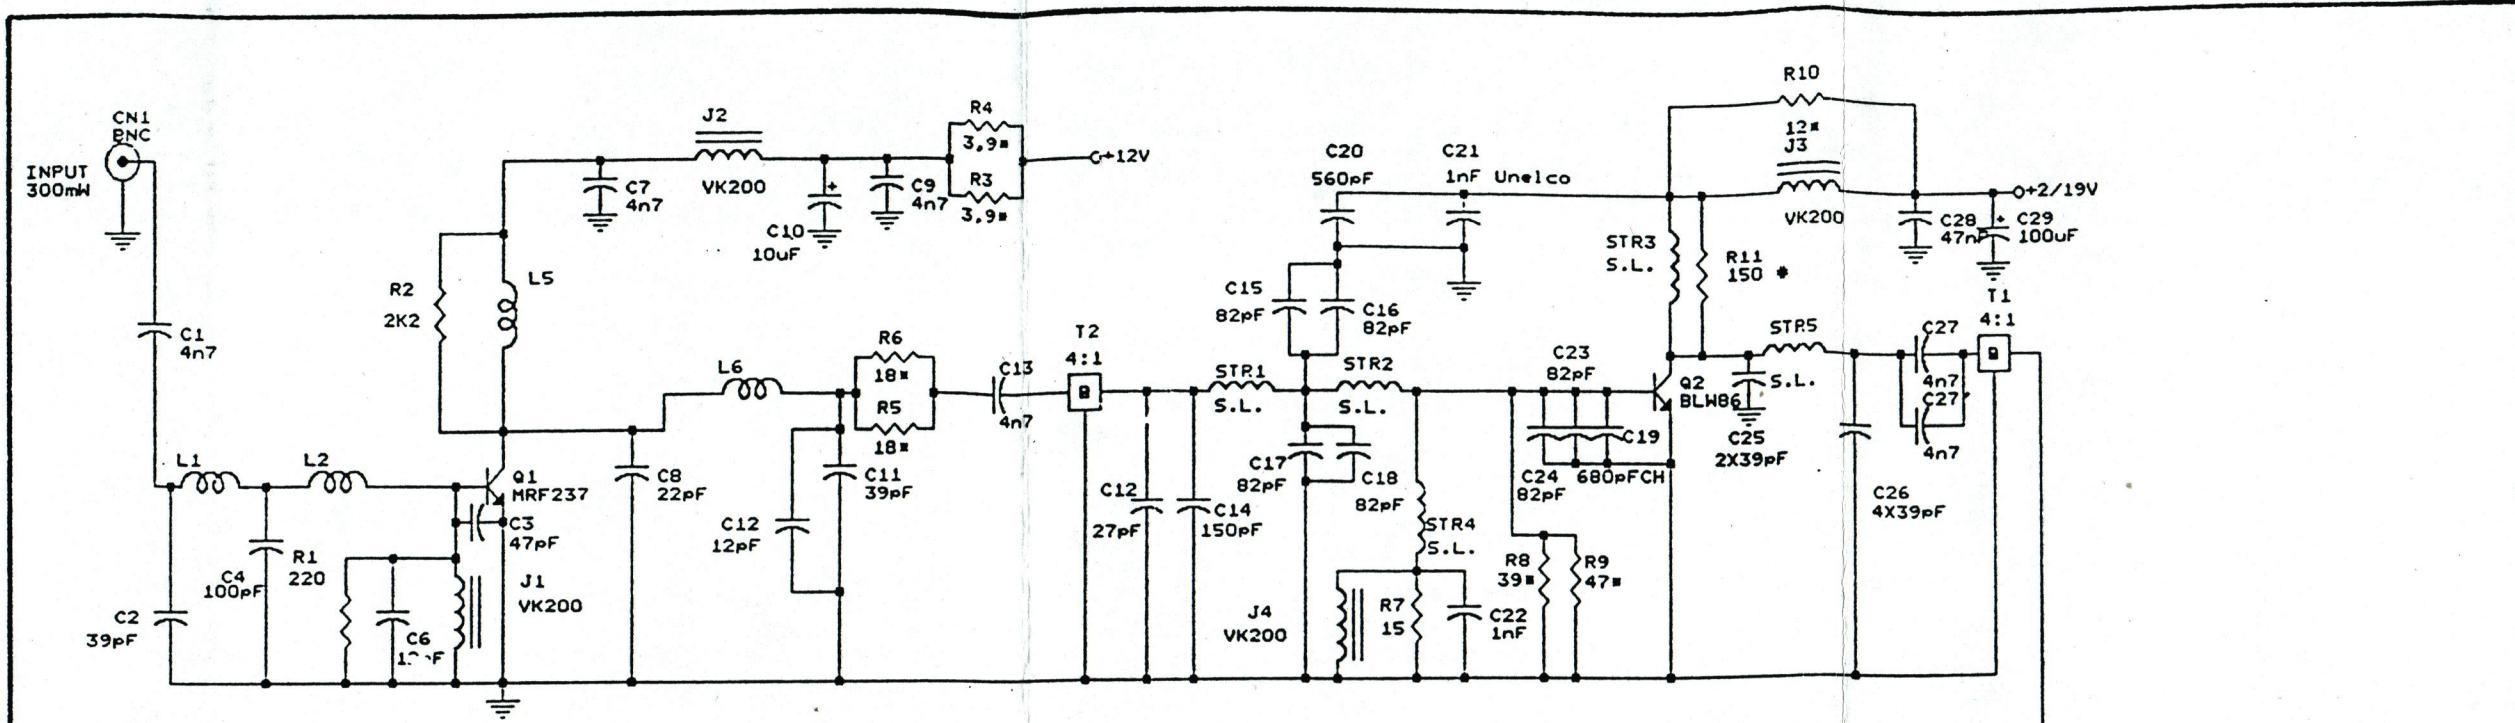 CN1
BNC
INPUT
300mW
C1
4n7
L1
L2
C2
39pF
C4
100pF
R1
220
C6
J1
VK200
C3
47pF
Q1
MRF237
R2
2K2
L5
C7
4n7
J2
VK200
C10
10uF
C9
4n7
R4
3,9
R3
3,9
+12V
C8
22pF
L6
C12
12pF
C11
39pF
R6
18
R5
18
C13
4n7
T2
4:1
C12
27pF
C14
150pF
STR1
S.L.
C15
82pF
C16
82pF
C20
560pF
C21
1nF Unelco
STR2
S.L.
C17
82pF
C18
82pF
STR4
S.L.
J4
VK200
R7
15
C22
1nF
C23
82pF
C24
82pF
C19
680pFCH
R8
39
R9
47
Q2
BLW86
STR3
S.L.
R11
150 *
R10
12
J3
VK200
+2/19V
C28
47nF
C29
100uF
STR5
S.L.
C25
2X39pF
C26
4X39pF
C27
4n7
C27
4n7
T1
4:1